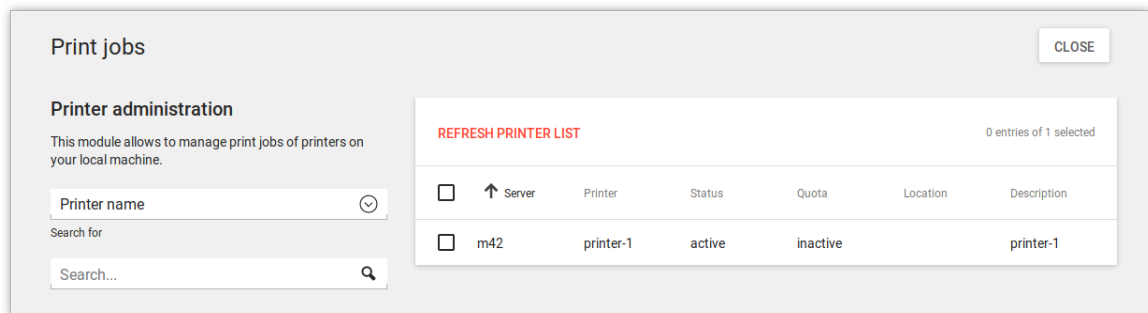 Print jobs
CLOSE
Printer administration
This module allows to manage print jobs of printers on
your local machine.
Printer name
Search for
Search...
REFRESH PRINTER LIST
0 entries of 1 selected
Server Printer Status Quota Location Description
m42 printer-1 active inactive printer-1